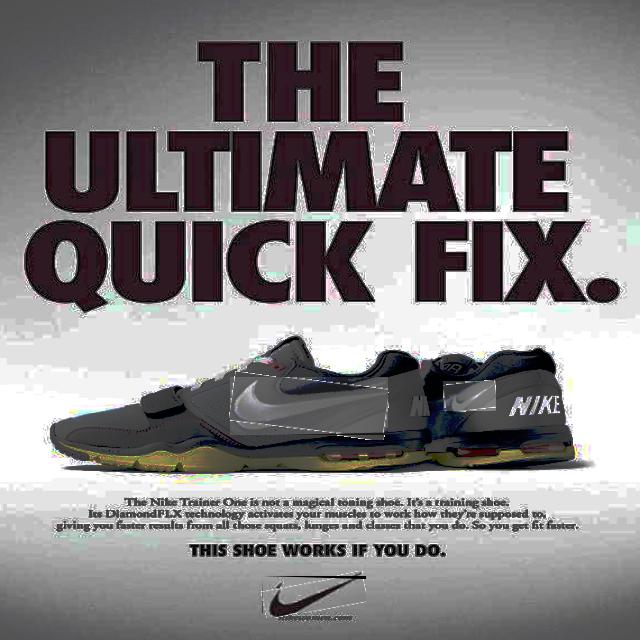 THE
ULTIMATE
QUICK FIX.
NIKE
The Nike Trainer One is not a magical toning shoe. It's a training shoe.
Its DiamondFLX technology activates your muscles to work how they're supposed to,
giving you faster results from all those squats, lunges and classes that you do. So you get fit faster.
THIS SHOE WORKS IF YOU DO.